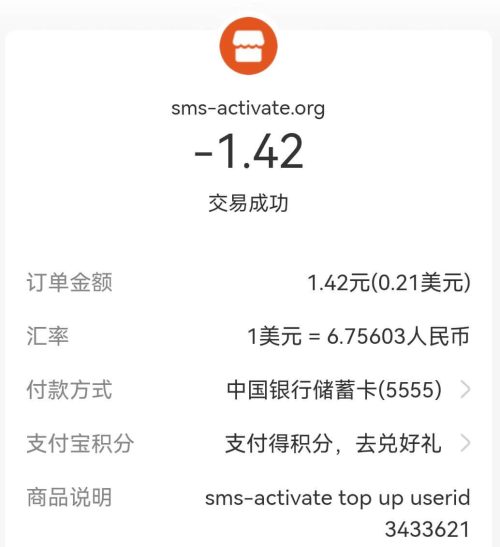 sms-activate.org
-1.42
交易成功
订单金额 1.42元(0.21美元)
汇率 1美元 = 6.75603人民币
付款方式 中国银行储蓄卡(5555)
支付宝积分 支付得积分，去兑好礼
商品说明 sms-activate top up userid
3433621